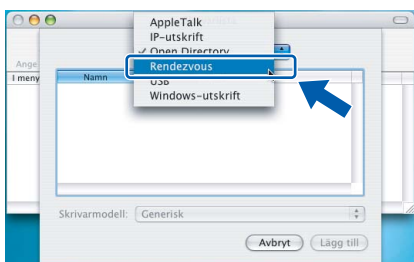 AppleTalk
IP-utskrift
✓ Open Directory
Rendezvous
USB
Windows-utskrift
Ange
I meny
Namn
Skrivarmodell: Generisk
Avbryt
Lägg till